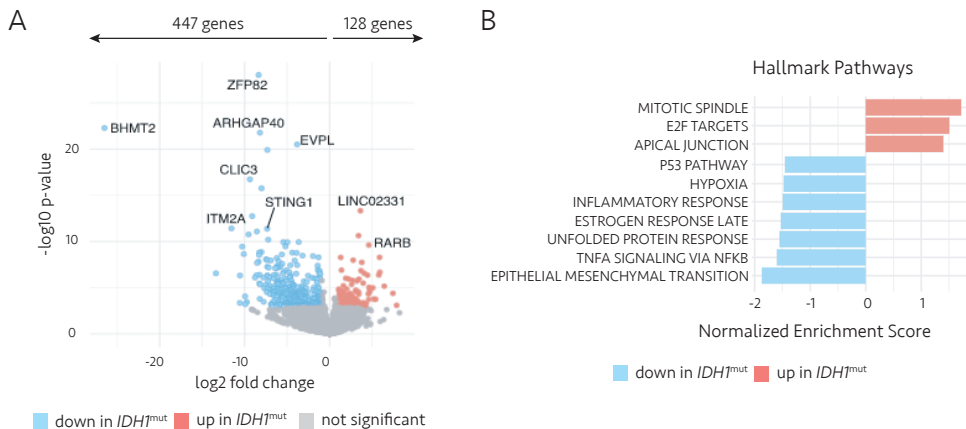 A
447 genes
128 genes
ZFP82
BHMT2
ARHGAP40
EVPL
CLIC3
STING1
LINC02331
ITM2A
RARB
20
10
0
-log10 p-value
-20
-10
0
log2 fold change
down in IDH1mut
up in IDH1mut
not significant
B
Hallmark Pathways
MITOTIC SPINDLE
E2F TARGETS
APICAL JUNCTION
P53 PATHWAY
HYPOXIA
INFLAMMATORY RESPONSE
ESTROGEN RESPONSE LATE
UNFOLDED PROTEIN RESPONSE
TNFA SIGNALING VIA NFKB
EPITHELIAL MESENCHYMAL TRANSITION
-2
-1
0
1
Normalized Enrichment Score
down in IDH1mut
up in IDH1mut